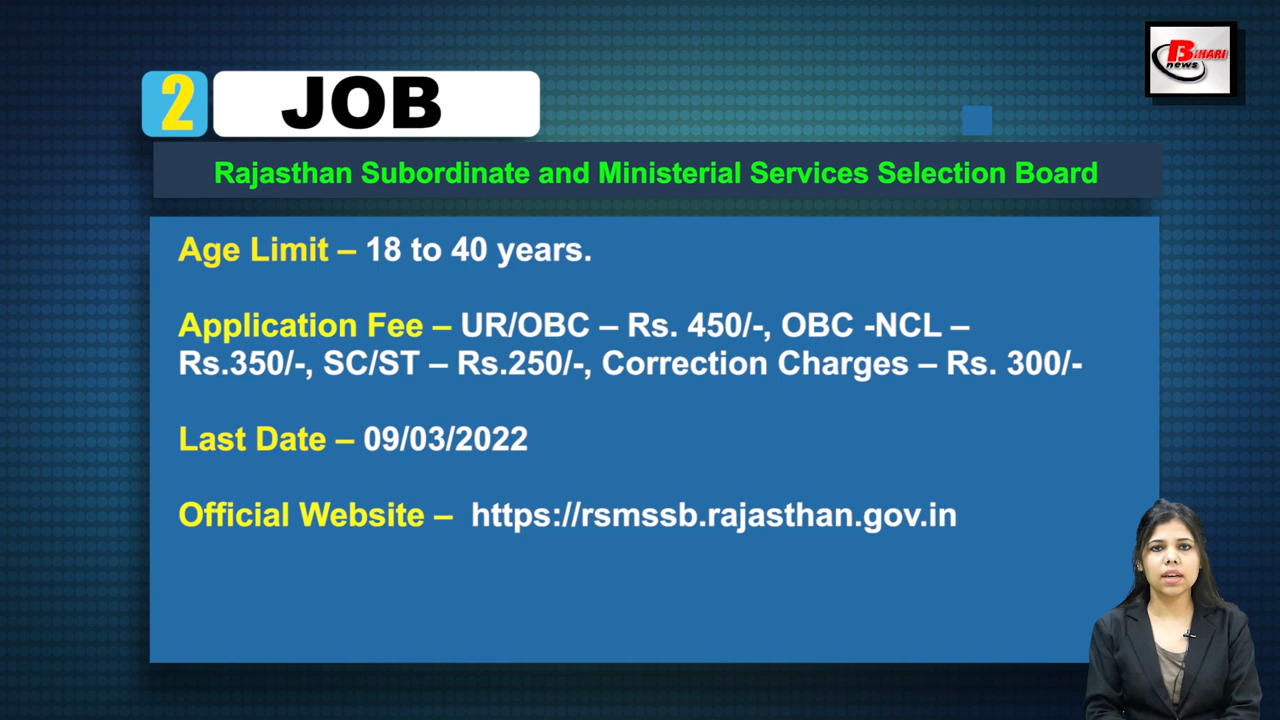 BIHARI
news
2 JOB
Rajasthan Subordinate and Ministerial Services Selection Board
Age Limit – 18 to 40 years.
Application Fee – UR/OBC – Rs. 450/-, OBC -NCL –
Rs.350/-, SC/ST – Rs.250/-, Correction Charges – Rs. 300/-
Last Date – 09/03/2022
Official Website – https://rsmssb.rajasthan.gov.in